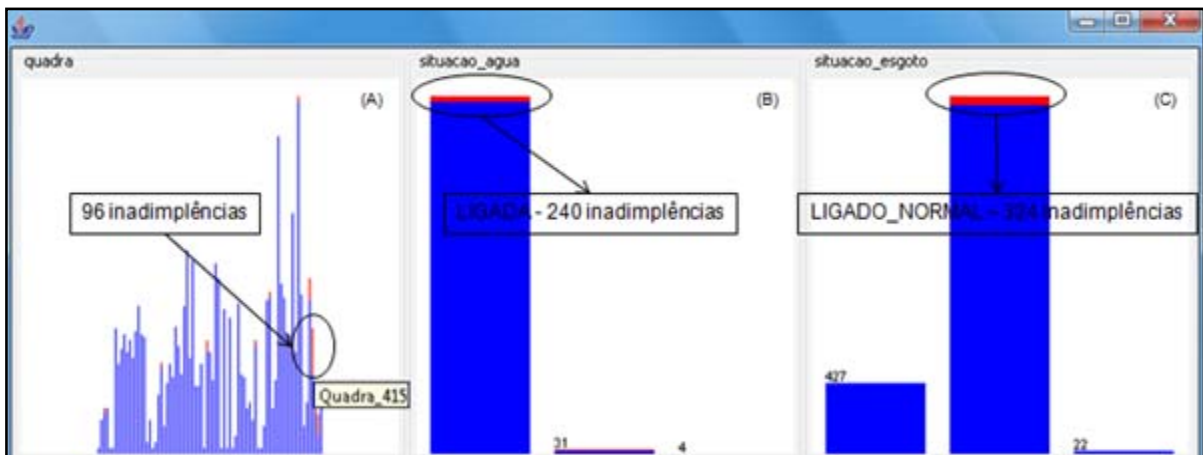 quadra
situacao_agua
situacao_esgoto
(A)
(B)
(C)
96 inadimplências
LIGADA - 240 inadimplências
LIGADO_NORMAL - 324 inadimplências
Quadra_415
31
4
427
22